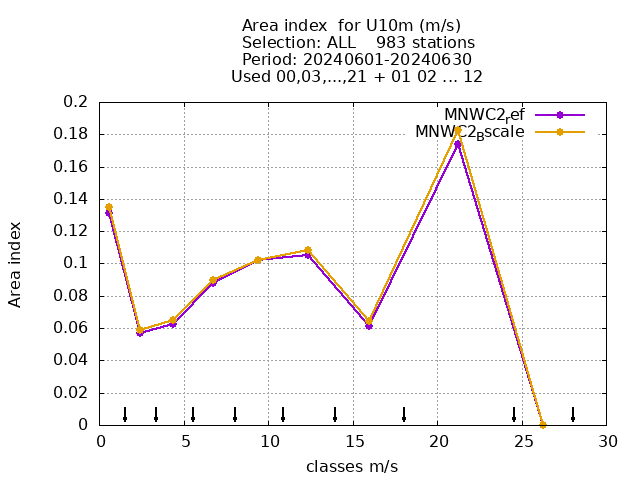 Area index  for U10m (m/s)
Selection: ALL    983 stations
Period: 20240601-20240630
Used 00,03,...,21 + 01 02 ... 12
MNWC2ref
MNWC2Bscale
0.2
0.18
0.16
0.14
0.12
0.1
0.08
0.06
0.04
0.02
0
Area index
0 5 10 15 20 25 30
classes m/s